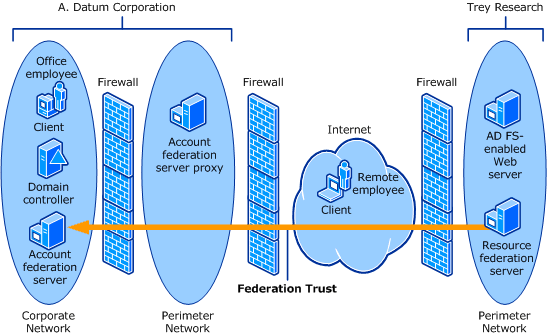 A. Datum Corporation
Trey Research
Office
employee
Client
Domain
controller
Account
federation
server
Corporate
Network
Firewall
Account
federation
server proxy
Perimeter
Network
Firewall
Internet
Remote
employee
Client
Federation Trust
Firewall
AD FS-
enabled
Web
server
Resource
federation
server
Perimeter
Network